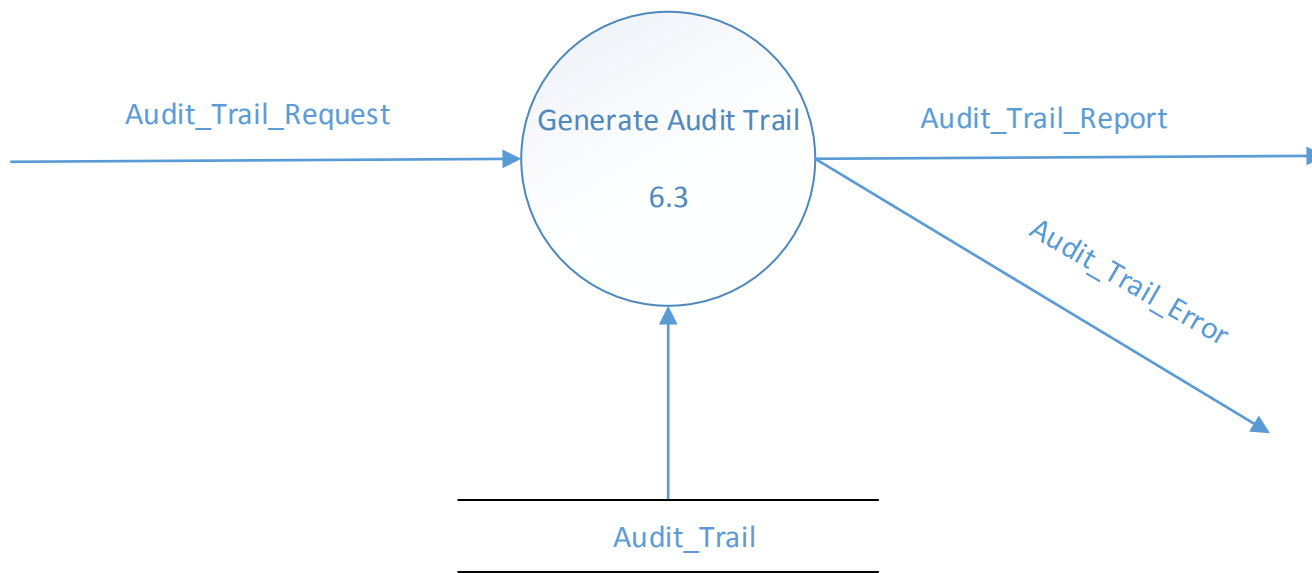 Audit_Trail_Request
Generate Audit Trail
6.3
Audit_Trail_Report
Audit_Trail_Error
Audit_Trail